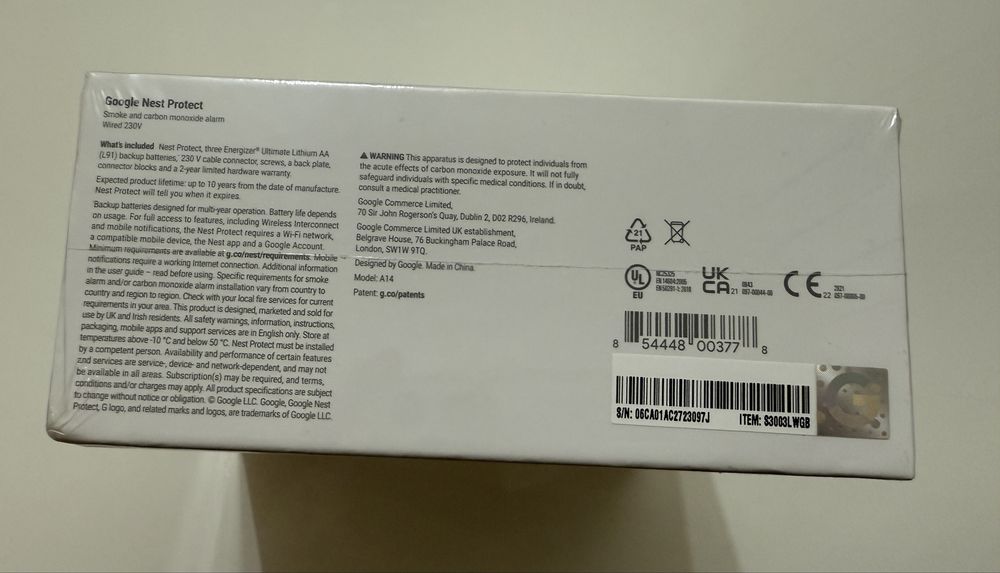 Google Nest Protect
Smoke and carbon monoxide alarm
Wired 230V
What's included Nest Protect, three Energizer® Ultimate Lithium AA
(L91) backup batteries, 230 V cable connector, screws, a back plate,
connector blocks and a 2-year limited hardware warranty.
Expected product lifetime: up to 10 years from the date of manufacture.
Nest Protect will tell you when it expires.
Backup batteries designed for multi-year operation. Battery life depends
on usage. For full access to features, including Wireless Interconnect
and mobile notifications, the Nest Protect requires a Wi-Fi network,
a compatible mobile device, the Nest app and a Google Account.
Minimum requirements are available at g.co/nest/requirements. Mobile
notifications require a working Internet connection. Additional information
in the user guide – read before using. Specific requirements for smoke
alarm and/or carbon monoxide alarm installation vary from country to
country and region to region. Check with your local fire services for current
requirements in your area. This product is designed, marketed and sold for
use by UK and Irish residents. All safety warnings, information, instructions,
packaging, mobile apps and support services are in English only. Store at
temperatures above -10 °C and below 50 °C. Nest Protect must be installed
by a competent person. Availability and performance of certain features
and services are service-, device- and network-dependent, and may not
be available in all areas. Subscription(s) may be required, and terms,
conditions and/or charges may apply. All product specifications are subject
to change without notice or obligation. © Google LLC. Google, Google Nest
Protect, G logo, and related marks and logos, are trademarks of Google LLC.
WARNING This apparatus is designed to protect individuals from
the acute effects of carbon monoxide exposure. It will not fully
safeguard individuals with specific medical conditions. If in doubt,
consult a medical practitioner.
Google Commerce Limited,
70 Sir John Rogerson's Quay, Dublin 2, D02 R296, Ireland.
Google Commerce Limited UK establishment,
Belgrave House, 76 Buckingham Palace Road,
London, SW1W 9TQ.
Designed by Google. Made in China.
Model: A14
Patent: g.co/patents
21
PAP
UL
EU
EN 14604:2005
EN 50291-1:2018
UK
CA 21
0843
CE 22
2821
8 54448 00377 8
S/N: 06CA01AC2723097J ITEM: S3003LWGB
G